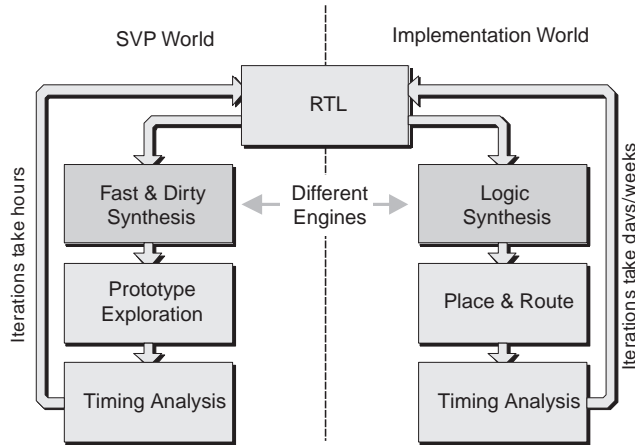 SVP World
Implementation World
RTL
Fast & Dirty
Synthesis
Different
Engines
Logic
Synthesis
Prototype
Exploration
Place & Route
Timing Analysis
Timing Analysis
Iterations take hours
Iterations take days/weeks